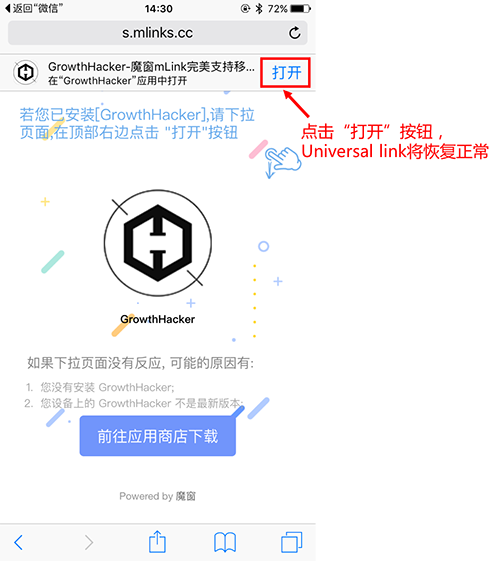 返回“微信”
14:30
72%
s.mlinks.cc
GrowthHacker-魔窗mLink完美支持移...
在“GrowthHacker”应用中打开
打开
若您已安装[GrowthHacker],请下拉
页面,在顶部右边点击 "打开"按钮
点击“打开”按钮，
Universal link将恢复正常
GrowthHacker
如果下拉页面没有反应, 可能的原因有:
1. 您没有安装 GrowthHacker;
2. 您设备上的 GrowthHacker 不是最新版本;
前往应用商店下载
Powered by 魔窗